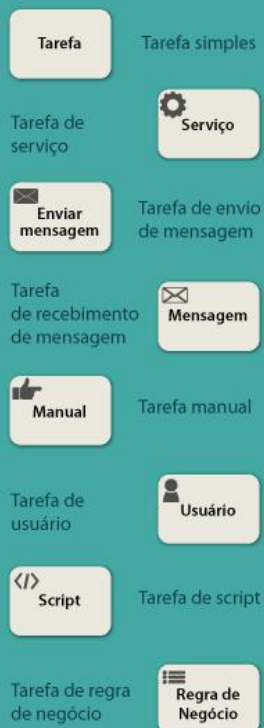 Tarefa
Tarefa simples
Tarefa de
serviço
Serviço
Enviar
mensagem
Tarefa de envio
de mensagem
Tarefa
de recebimento
de mensagem
Mensagem
Manual
Tarefa manual
Tarefa de
usuário
Usuário
</>
Script
Tarefa de script
Tarefa de regra
de negócio
Regra de
Negócio